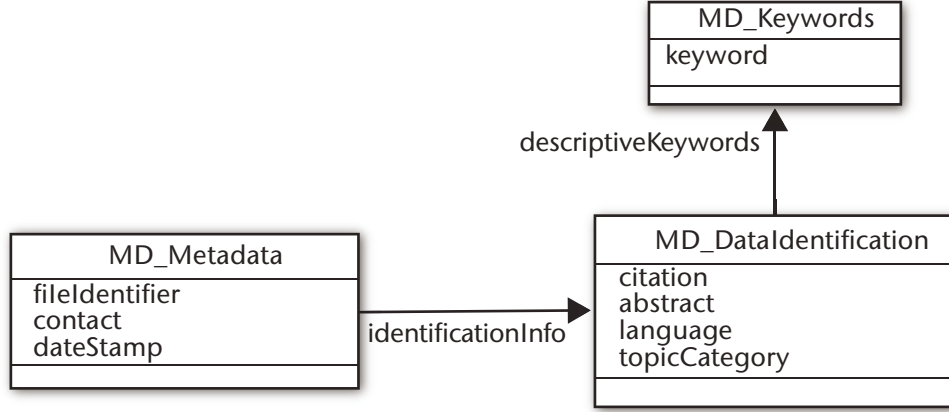 MD_Keywords
keyword
descriptiveKeywords
MD_Metadata
fileIdentifier
contact
dateStamp
identificationInfo
MD_DataIdentification
citation
abstract
language
topicCategory